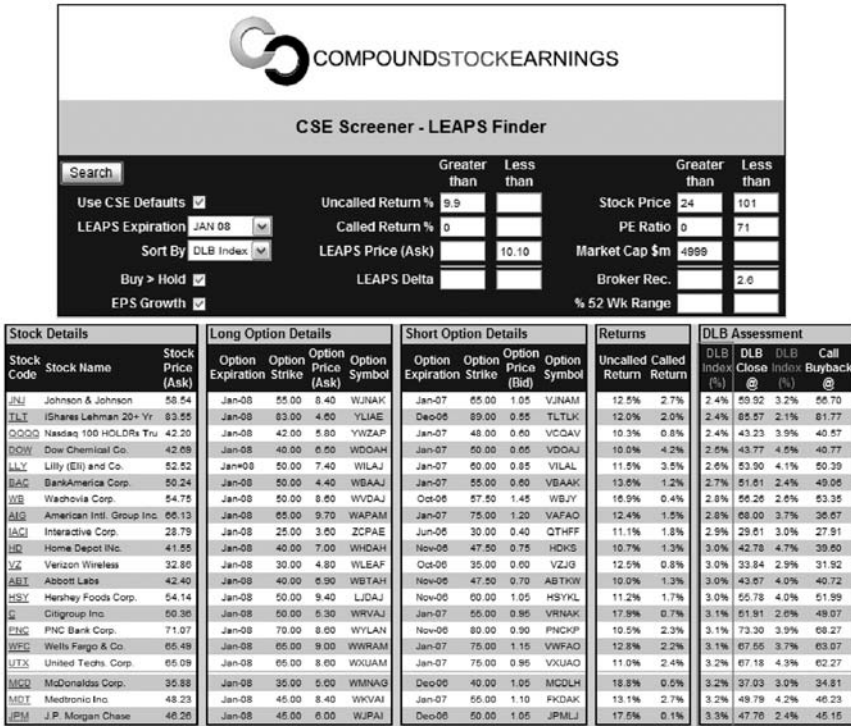 COMPOUNDSTOCKEARNINGS
CSE Screener - LEAPS Finder
Search
Greater than Less than Greater than Less than
Use CSE Defaults Uncalled Return % 9.9 Stock Price 24 101
LEAPS Expiration JAN 08 Called Return % 0 PE Ratio 0 71
Sort By DLB Index LEAPS Price (Ask) 10.10 Market Cap $m 4999
Buy > Hold LEAPS Delta Broker Rec. 2.6
EPS Growth % 52 Wk Range
Stock Details Long Option Details Short Option Details Returns DLB Assessment
Stock Code Stock Name Stock Price (Ask) Option Expiration Option Strike Option Price (Ask) Option Symbol Option Expiration Option Strike Option Price (Bid) Option Symbol Uncalled Return Called Return DLB Index (%) DLB Close @ DLB Index (%) Call Buyback @
JNJ Johnson & Johnson 58.54 Jan-08 55.00 8.40 WJNAK Jan-07 65.00 1.05 VJNAM 12.5% 2.7% 2.4% 59.92 3.2% 56.70
TLT iShares Lehman 20+ Yr 83.55 Jan-08 83.00 4.60 YLIAE Dec-06 89.00 0.55 TLTLK 12.0% 2.0% 2.4% 85.57 2.1% 81.77
QQQQ Nasdaq 100 HOLDRs Tru 42.20 Jan-08 42.00 5.80 YWZAP Jan-07 48.00 0.60 VCQAV 10.3% 0.8% 2.4% 43.23 3.9% 40.57
DOW Dow Chemical Co. 42.69 Jan-08 40.00 6.50 WDOAH Jan-07 50.00 0.65 VDOAJ 10.0% 4.2% 2.5% 43.77 4.5% 40.77
LLY Lilly (Eli) and Co. 52.52 Jan=08 50.00 7.40 WILAJ Jan-07 60.00 0.85 VILAL 11.5% 3.5% 2.6% 53.90 4.1% 50.39
BAC BankAmerica Corp. 50.24 Jan-08 50.00 4.40 WBAAJ Jan-07 55.00 0.60 VBAAK 13.6% 1.2% 2.7% 51.61 2.4% 49.06
WB Wachovia Corp. 54.75 Jan-08 50.00 8.60 WVDAJ Oct-06 57.50 1.45 WBJY 16.9% 0.4% 2.8% 56.26 2.6% 53.35
AIG American Intl. Group Inc. 66.13 Jan-08 65.00 9.70 WAPAM Jan-07 75.00 1.20 VAFAO 12.4% 1.5% 2.8% 68.00 3.7% 36.67
IACI Interactive Corp. 28.79 Jan-08 25.00 3.60 ZCPAE Jun-06 30.00 0.40 QTHFF 11.1% 1.8% 2.9% 29.61 3.0% 27.91
HD Home Depot INc. 41.55 Jan-08 40.00 7.00 WHDAH Nov-06 47.50 0.75 HDKS 10.7% 1.3% 3.0% 42.78 4.7% 39.60
VZ Verizon Wireless 32.86 Jan-08 30.00 4.80 WLEAF Oct-06 35.00 0.60 VZJG 12.5% 0.8% 3.0% 33.84 2.9% 31.92
ABT Abbott Labs 42.40 Jan-08 40.00 6.90 WBTAH Nov-06 47.50 0.70 ABTKW 10.0% 1.3% 3.0% 43.67 4.0% 40.72
HSY Hershey Foods Corp. 54.14 Jan-08 50.00 9.40 LJDAJ Nov-06 60.00 1.05 HSYKL 11.2% 1.7% 3.0% 55.78 4.0% 51.99
C Citigroup Inc. 50.36 Jan-08 50.00 5.30 WRVAJ Jan-07 55.00 0.95 VRNAK 17.9% 0.7% 3.1% 51.91 2.6% 49.07
PNC PNC Bank Corp. 71.07 Jan-08 70.00 8.60 WYLAN Nov-06 80.00 0.90 PNCKP 10.5% 2.3% 3.1% 73.30 3.9% 68.27
WFC Wells Fargo & Co. 65.49 Jan-08 65.00 9.00 WWRAM Jan-07 75.00 1.15 VWFAO 12.8% 2.2% 3.1% 67.55 3.7% 63.07
UTX United Techs. Corp. 65.09 Jan-08 65.00 8.60 WXUAM Jan-07 75.00 0.95 VXUAO 11.0% 2.4% 3.2% 67.18 4.3% 62.27
MCD McDonaldss Corp. 35.88 Jan-08 35.00 5.60 WMNAG Dec-06 40.00 1.05 MCDLH 18.8% 0.5% 3.2% 37.03 3.0% 34.81
MDT Medtronic Inc. 48.23 Jan-08 45.00 8.40 WKVAI Jan-07 55.00 1.10 FKDAK 13.1% 2.7% 3.2% 49.79 4.2% 46.23
JPM J.P. Morgan Chase 46.26 Jan-08 45.00 6.00 WJPAI Dec-06 50.00 1.05 JPMLJ 17.5% 0.1% 3.3% 47.76 2.4% 45.15